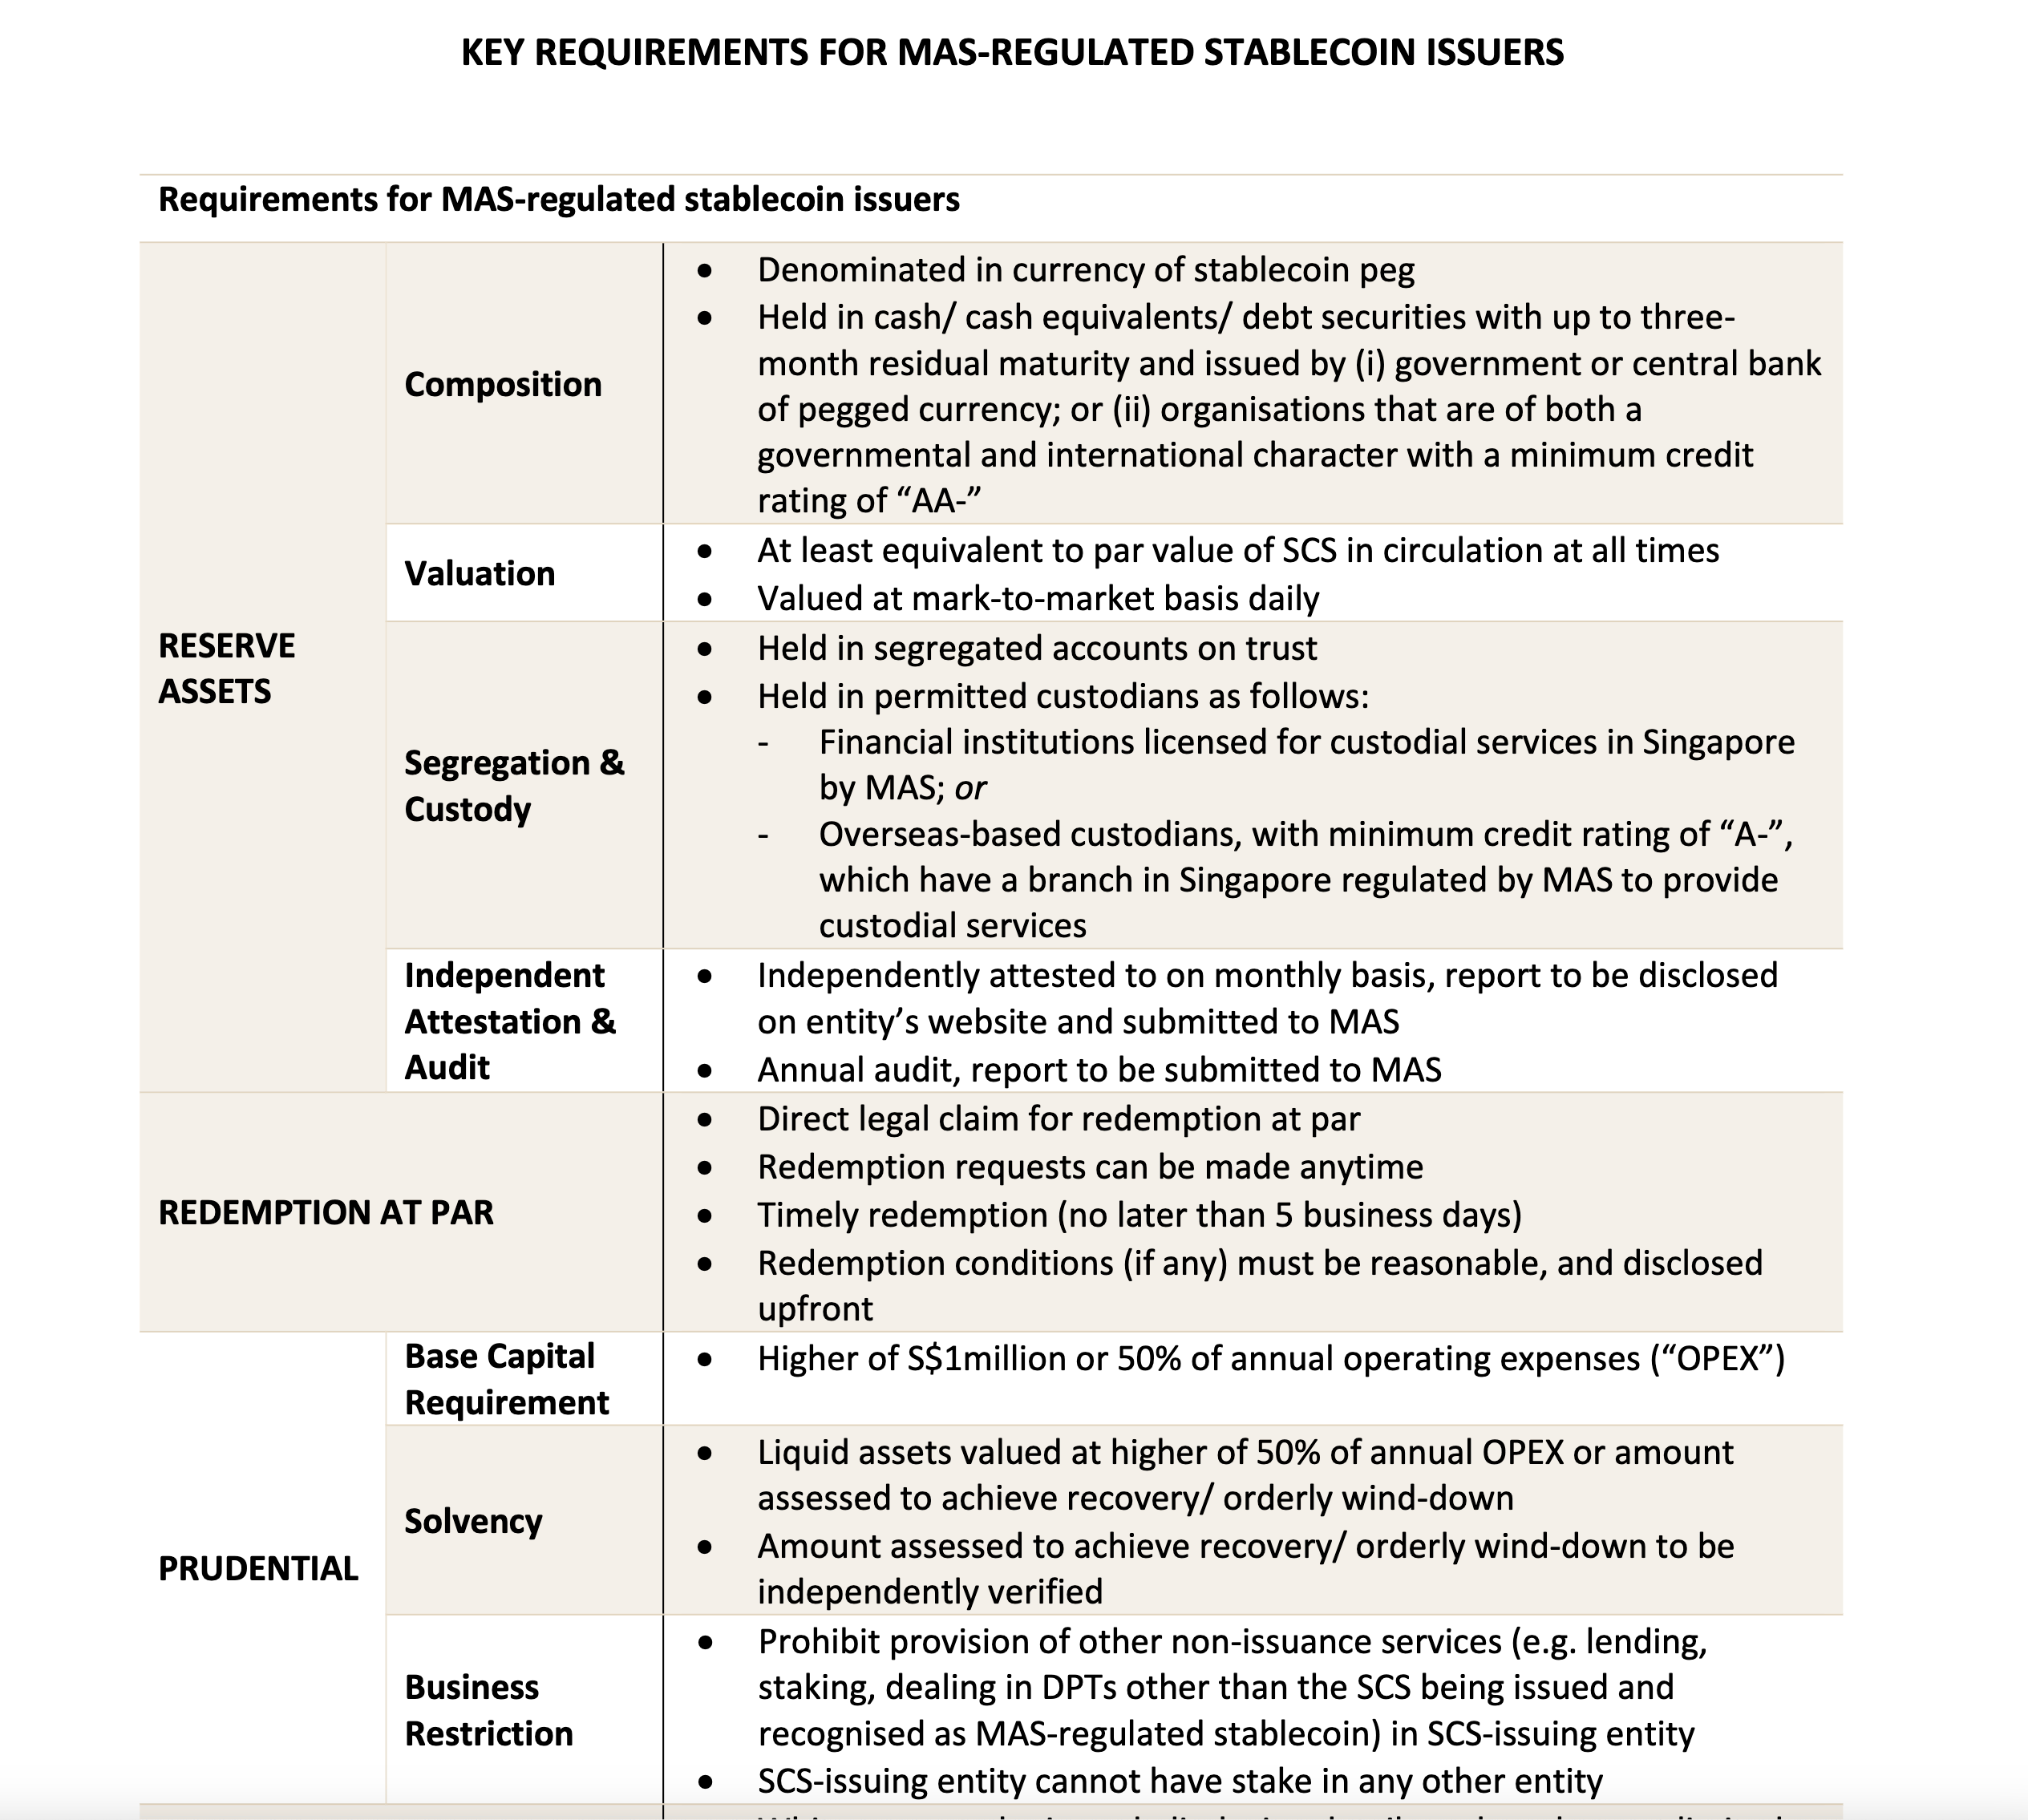 KEY REQUIREMENTS FOR MAS-REGULATED STABLECOIN ISSUERS
Requirements for MAS-regulated stablecoin issuers
RESERVE
ASSETS
Composition
• Denominated in currency of stablecoin peg
• Held in cash/ cash equivalents/ debt securities with up to three-
month residual maturity and issued by (i) government or central bank
of pegged currency; or (ii) organisations that are of both a
governmental and international character with a minimum credit
rating of “AA-”
Valuation
• At least equivalent to par value of SCS in circulation at all times
• Valued at mark-to-market basis daily
Segregation &
Custody
• Held in segregated accounts on trust
• Held in permitted custodians as follows:
- Financial institutions licensed for custodial services in Singapore
by MAS; or
- Overseas-based custodians, with minimum credit rating of “A-”,
which have a branch in Singapore regulated by MAS to provide
custodial services
Independent
Attestation &
Audit
• Independently attested to on monthly basis, report to be disclosed
on entity’s website and submitted to MAS
• Annual audit, report to be submitted to MAS
REDEMPTION AT PAR
• Direct legal claim for redemption at par
• Redemption requests can be made anytime
• Timely redemption (no later than 5 business days)
• Redemption conditions (if any) must be reasonable, and disclosed
upfront
PRUDENTIAL
Base Capital
Requirement
• Higher of S$1million or 50% of annual operating expenses (“OPEX”)
Solvency
• Liquid assets valued at higher of 50% of annual OPEX or amount
assessed to achieve recovery/ orderly wind-down
• Amount assessed to achieve recovery/ orderly wind-down to be
independently verified
Business
Restriction
• Prohibit provision of other non-issuance services (e.g. lending,
staking, dealing in DPTs other than the SCS being issued and
recognised as MAS-regulated stablecoin) in SCS-issuing entity
• SCS-issuing entity cannot have stake in any other entity